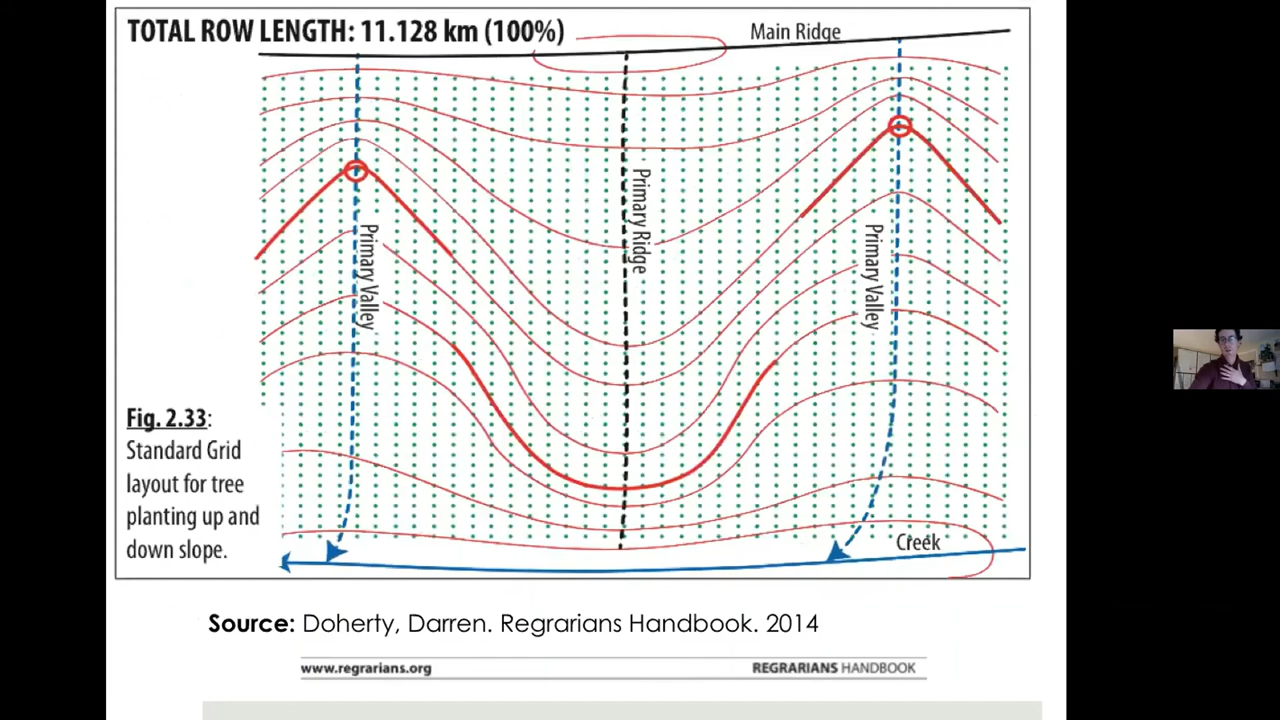 TOTAL ROW LENGTH: 11.128 km (100%)
Main Ridge
Primary Valley
Primary Ridge
Primary Valley
Fig. 2.33:
Standard Grid
layout for tree
planting up and
down slope.
Creek
Source: Doherty, Darren. Regrarians Handbook. 2014
www.regrarians.org
REGRARIANS HANDBOOK